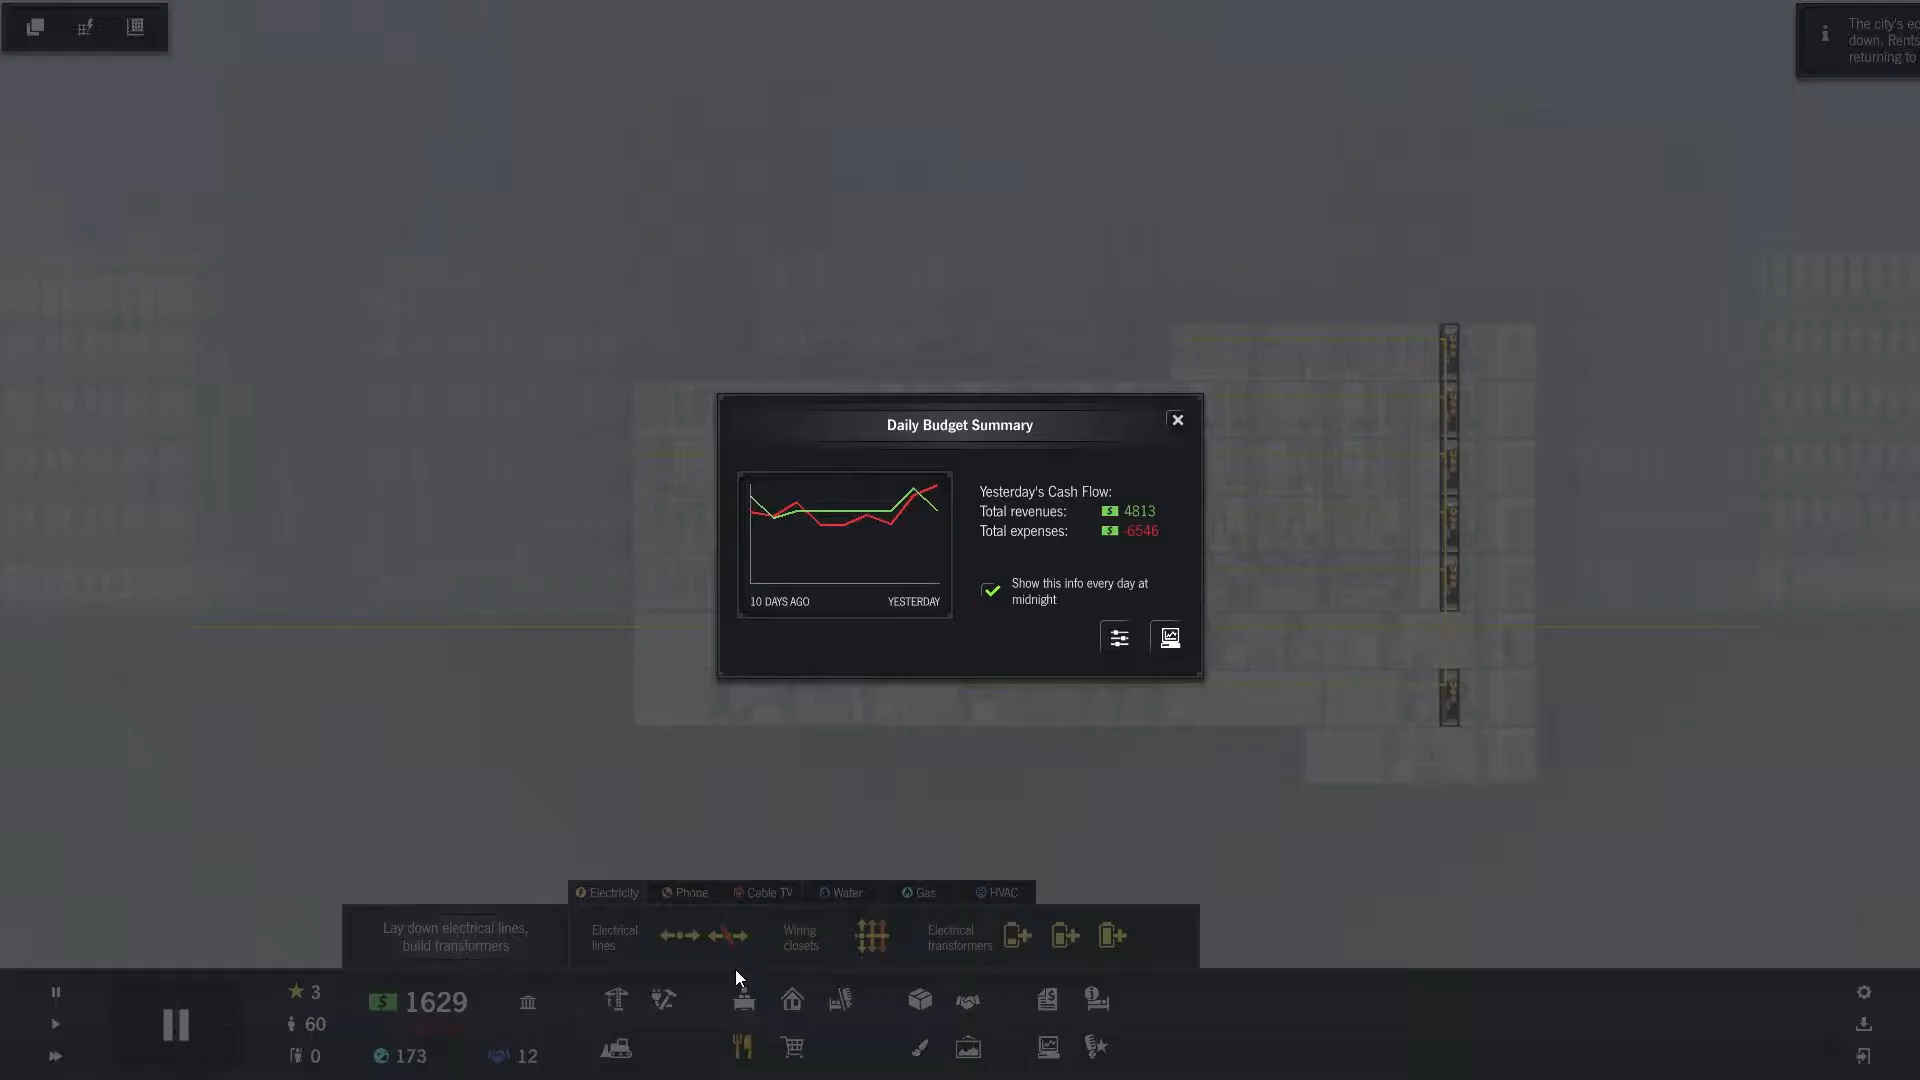 The city's ec
down. Rents
returning to
Daily Budget Summary
Yesterday's Cash Flow:
Total revenues: 4813
Total expenses: -6546
Show this info every day at
midnight
10 DAYS AGO YESTERDAY
Electricity Phone Cable TV Water Gas HVAC
Lay down electrical lines,
build transformers
Electrical
lines
Wiring
closets
Electrical
transformers
3
60
0
1629
173
12